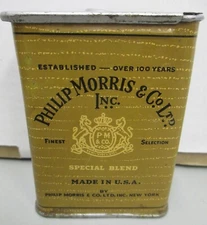 ESTABLISHED — OVER 100 YEARS
PHILIP MORRIS & CO. LTD.
INC.
FINEST SELECTION
PM
& CO.
SPECIAL BLEND
MADE IN U.S.A.
BY
PHILIP MORRIS & CO. LTD., INC., NEW YORK